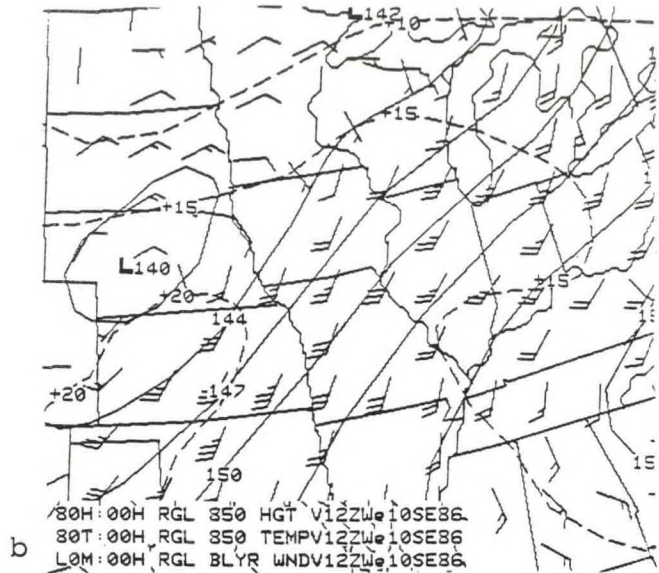 L142
+10
+15
+15
L140
+20
+15
144
+20
-147
150
15
80H:00H RGL 850 HGT V12ZWe10SE86
80T:00H RGL 850 TEMPV12ZWe10SE86
L0M:00H RGL BLYR WNDV12ZWe10SE86
b